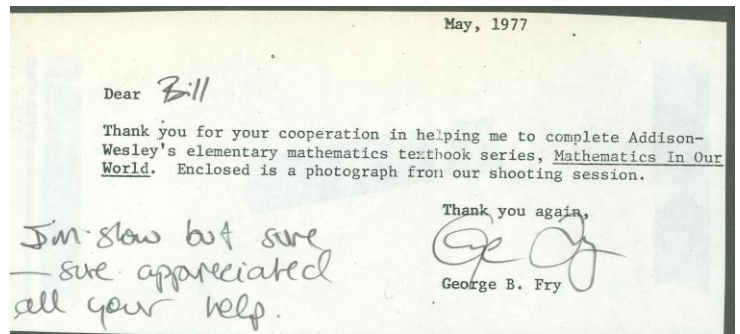 May, 1977
Dear Bill
Thank you for your cooperation in helping me to complete Addison-
Wesley's elementary mathematics textbook series, Mathematics In Our
World. Enclosed is a photograph from our shooting session.
Thank you again,
George B. Fry
I'm slow but sure
– sure appreciated
all your help.